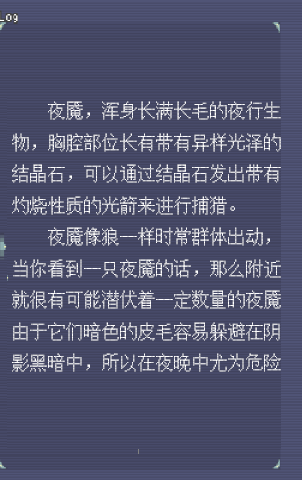 _09
夜魇，浑身长满长毛的夜行生
物，胸腔部位长有带有异样光泽的
结晶石，可以通过结晶石发出带有
灼烧性质的光箭来进行捕猎。
夜魇像狼一样时常群体出动，
当你看到一只夜魇的话，那么附近
就很有可能潜伏着一定数量的夜魇
由于它们暗色的皮毛容易躲避在阴
影黑暗中，所以在夜晚中尤为危险